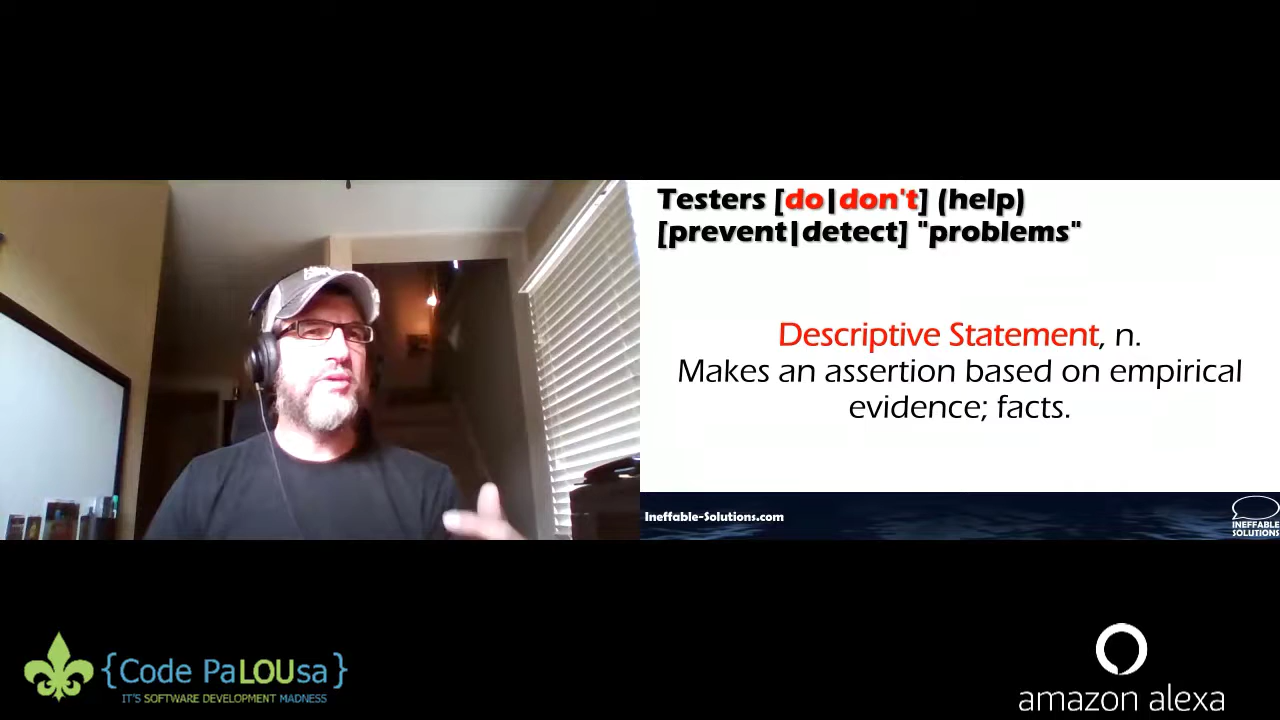 Testers [do|don't] (help)
[prevent|detect] "problems"
Descriptive Statement, n.
Makes an assertion based on empirical
evidence; facts.
Ineffable-Solutions.com
INEFFABLE
SOLUTIONS
{Code PaLOUsa}
IT'S SOFTWARE DEVELOPMENT MADNESS
amazon alexa